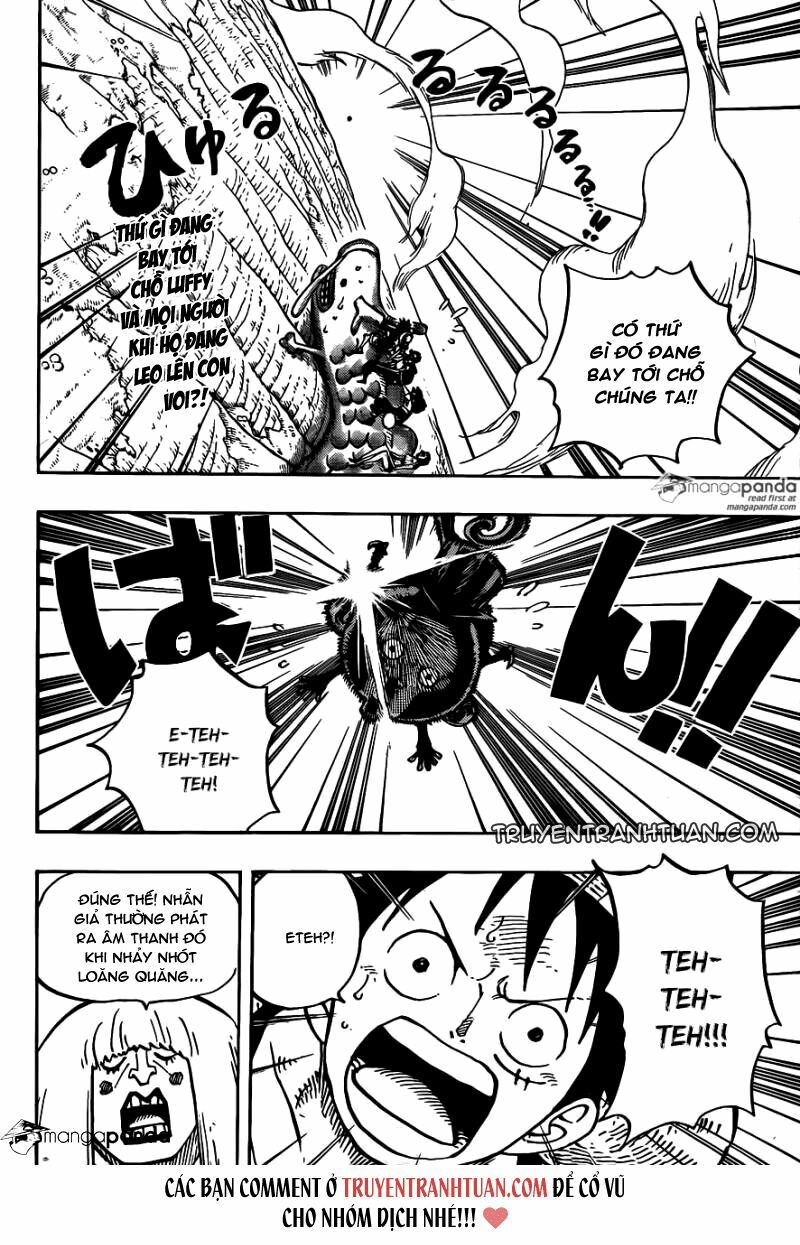 ひゅるるるるる…!!
THỨ GÌ ĐANG
BAY TỚI
CHỖ LUFFY
VÀ MỌI NGƯỜI
KHI HỌ ĐANG
LEO LÊN CON
VOI?!
CÓ THỨ
GÌ ĐÓ ĐANG
BAY TỚI CHỖ
CHÚNG TA!!
mangapanda
read first at
mangapanda.com
ばん!!
E-TEH-
TEH-TEH-
TEH!
TRUYENTRANHTUAN.COM
ĐÚNG THẾ! NHẪN
GIẢ THƯỜNG PHÁT
RA ÂM THANH ĐÓ
KHI NHẢY NHÓT
LOĂNG QUĂNG...
ETEH?!
TEH-
TEH-
TEH!!!
mangapanda
CÁC BẠN COMMENT Ở TRUYENTRANHTUAN.COM ĐỂ CỔ VŨ
CHO NHÓM DỊCH NHÉ!!! ❤